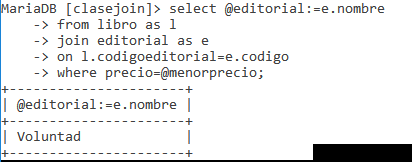 MariaDB [clasejoin]> select @editorial:=e.nombre
    -> from libro as l
    -> join editorial as e
    -> on l.codigoeditorial=e.codigo
    -> where precio=@menorprecio;
+----------------------+
| @editorial:=e.nombre |
+----------------------+
| Voluntad             |
+----------------------+